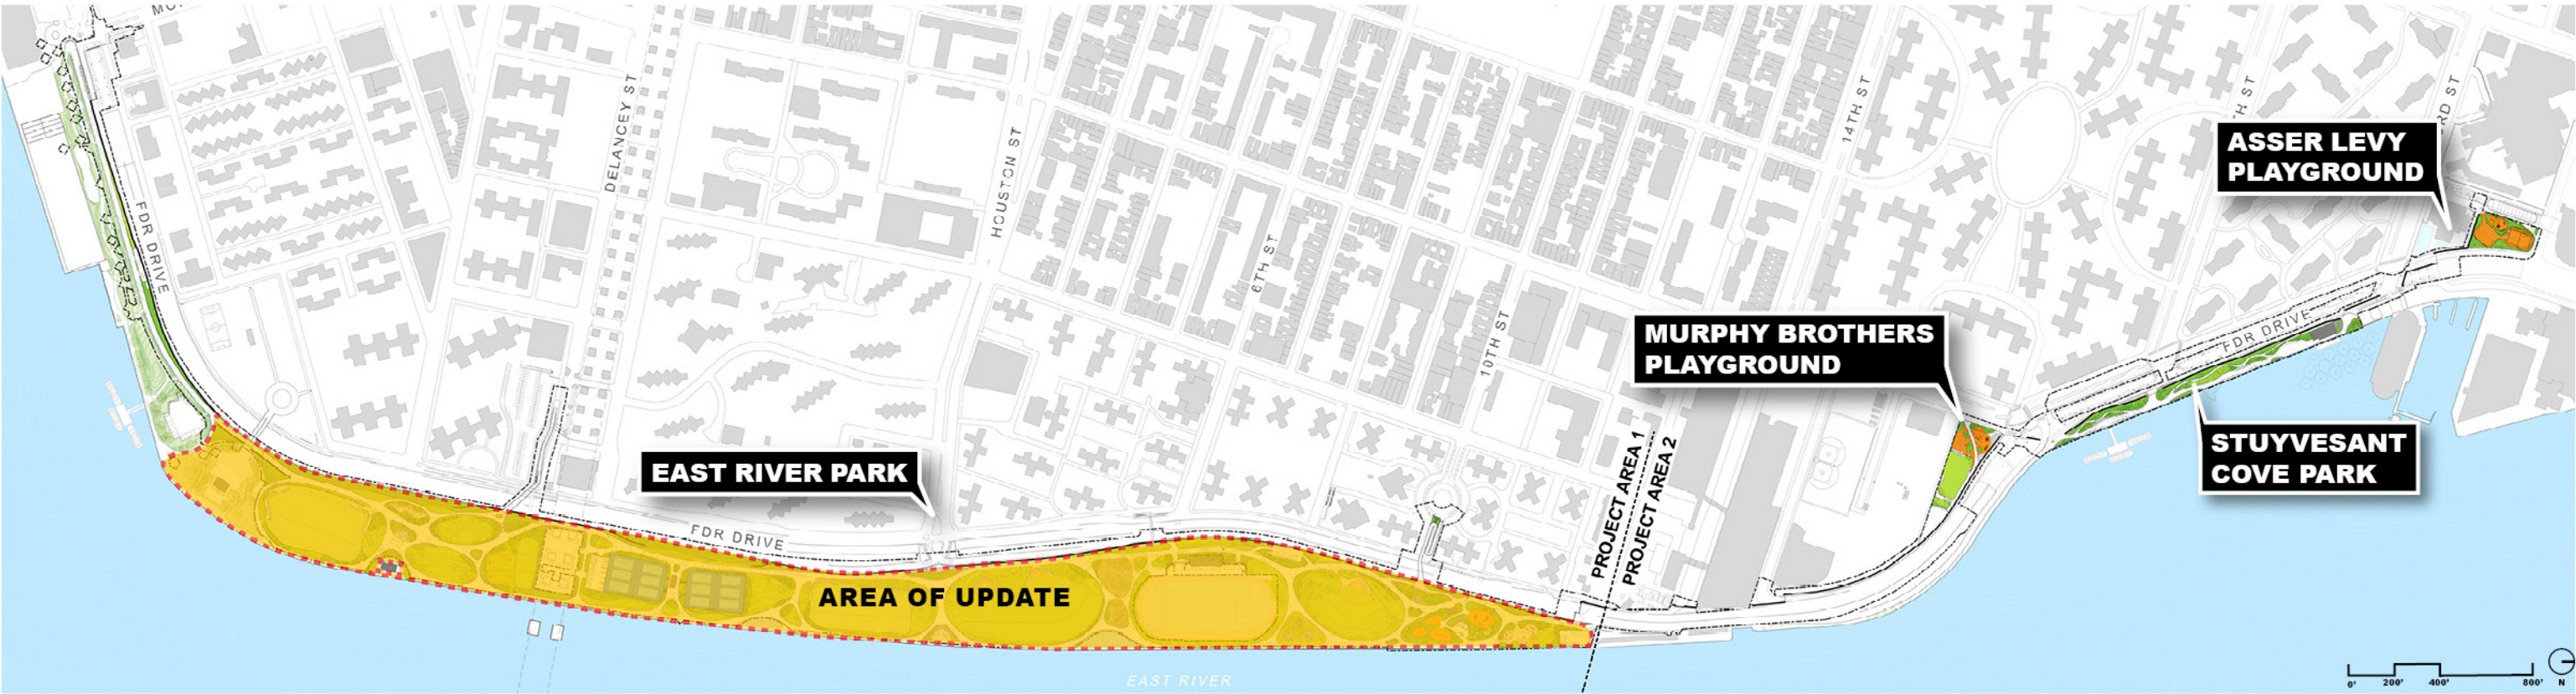 DELANCEY ST
HOUSTON ST
6TH ST
10TH ST
14TH ST
FDR DRIVE
ASSER LEVY
PLAYGROUND
MURPHY BROTHERS
PLAYGROUND
FDR DRIVE
STUYVESANT
COVE PARK
EAST RIVER PARK
PROJECT AREA 1
PROJECT AREA 2
FDR DRIVE
AREA OF UPDATE
EAST RIVER
0' 200' 400' 800' N